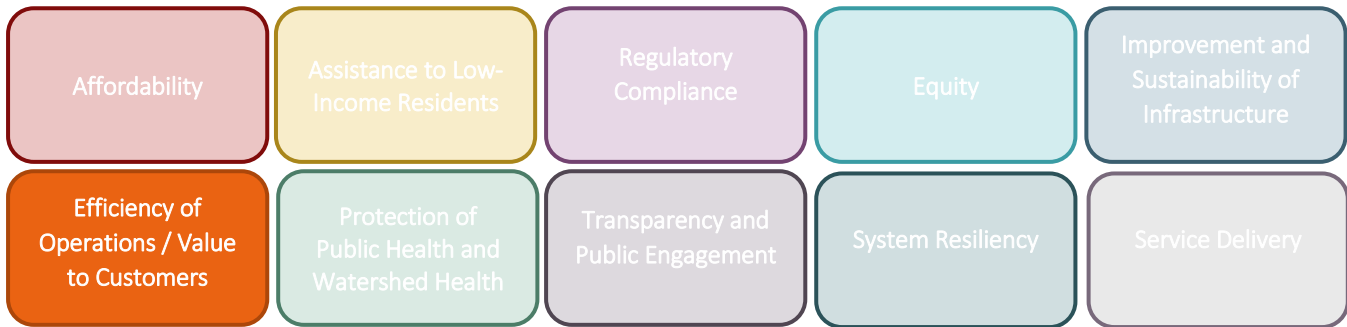 Affordability
Assistance to Low-
Income Residents
Regulatory
Compliance
Equity
Improvement and
Sustainability of
Infrastructure
Efficiency of
Operations / Value
to Customers
Protection of
Public Health and
Watershed Health
Transparency and
Public Engagement
System Resiliency
Service Delivery